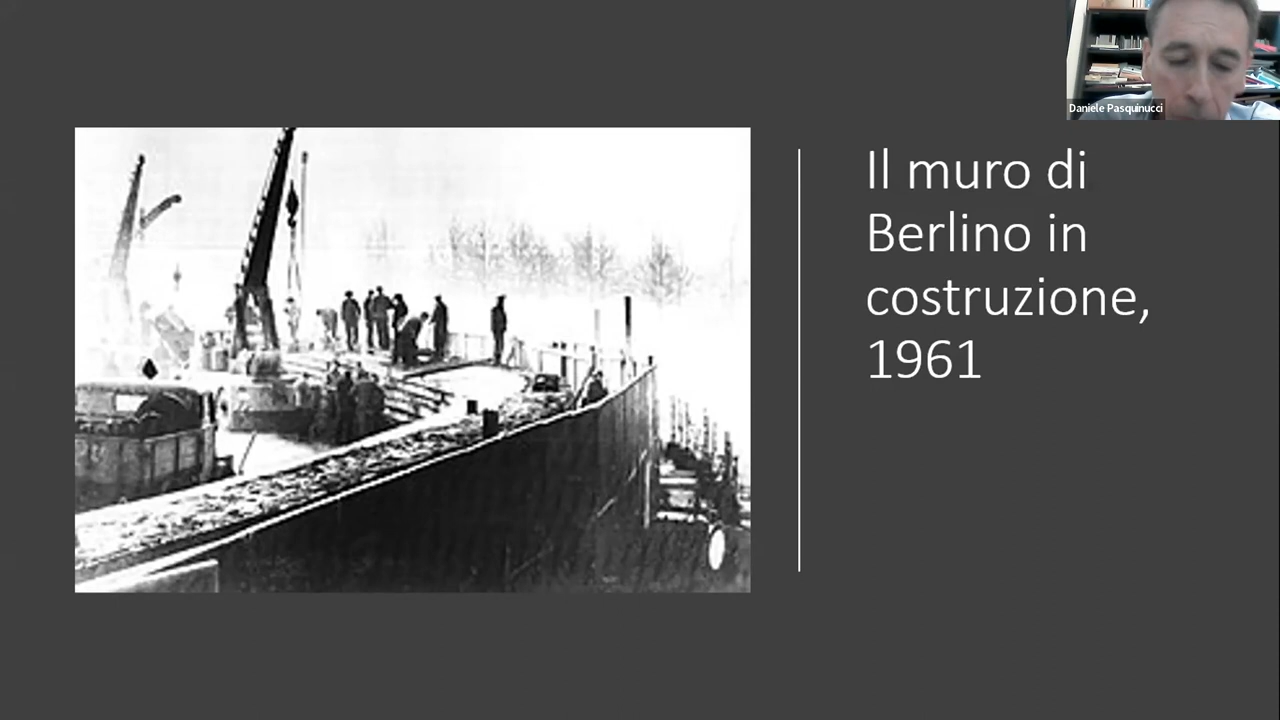 Daniele Pasquinucci
Il muro di
Berlino in
costruzione,
1961